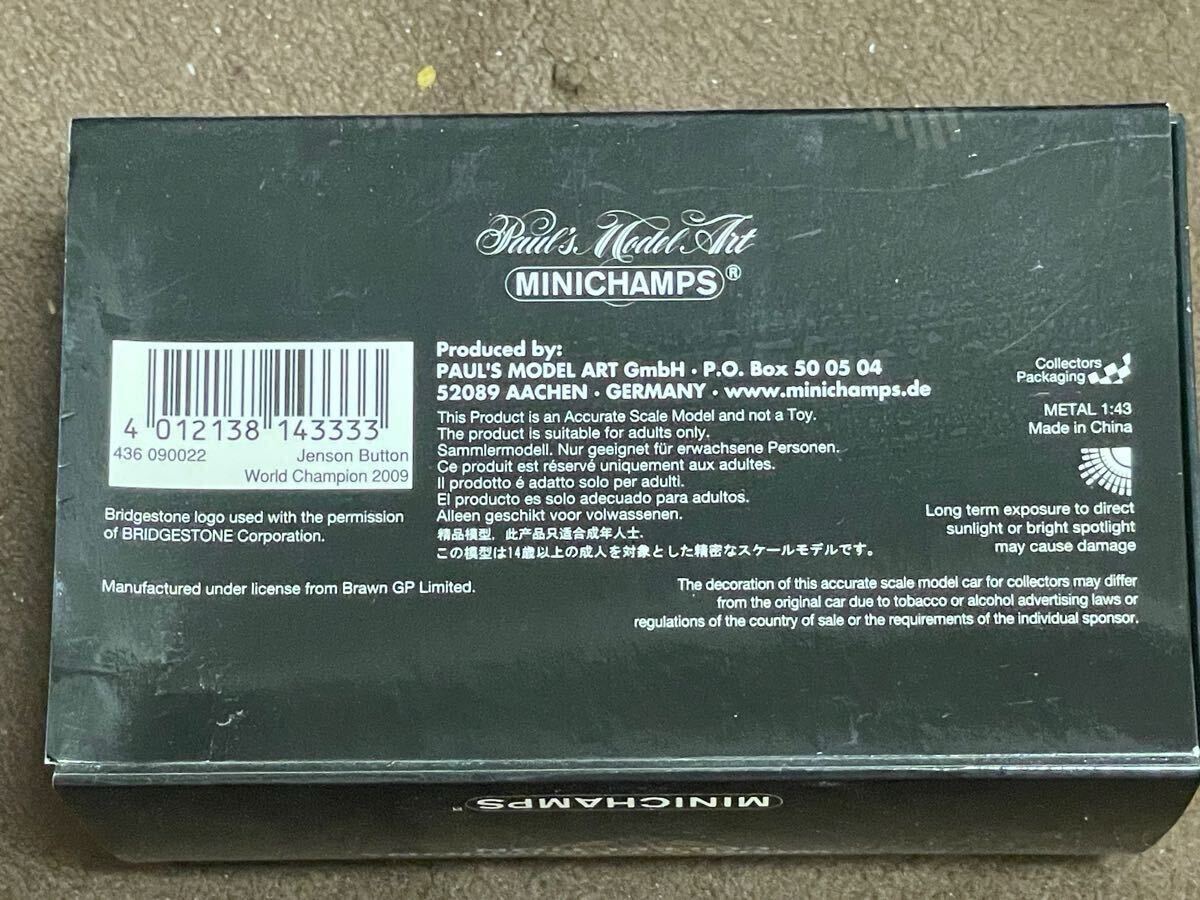 Paul's Model Art
MINICHAMPS®
4 012138 143333
436 090022 Jenson Button
World Champion 2009
Bridgestone logo used with the permission
of BRIDGESTONE Corporation.
Manufactured under license from Brawn GP Limited.
Produced by:
PAUL'S MODEL ART GmbH · P.O. Box 50 05 04
52089 AACHEN · GERMANY · www.minichamps.de
This Product is an Accurate Scale Model and not a Toy.
The product is suitable for adults only.
Sammlermodell. Nur geeignet für erwachsene Personen.
Ce produit est réservé uniquement aux adultes.
Il prodotto é adatto solo per adulti.
El producto es solo adecuado para adultos.
Alleen geschikt voor volwassenen.
精品模型，此产品只适合成年人士.
この模型は14歳以上の成人を対象とした精密なスケールモデルです。
Collectors
Packaging
METAL 1:43
Made in China
Long term exposure to direct
sunlight or bright spotlight
may cause damage
The decoration of this accurate scale model car for collectors may differ
from the original car due to tobacco or alcohol advertising laws or
regulations of the country of sale or the requirements of the individual sponsor.
MINICHAMPS